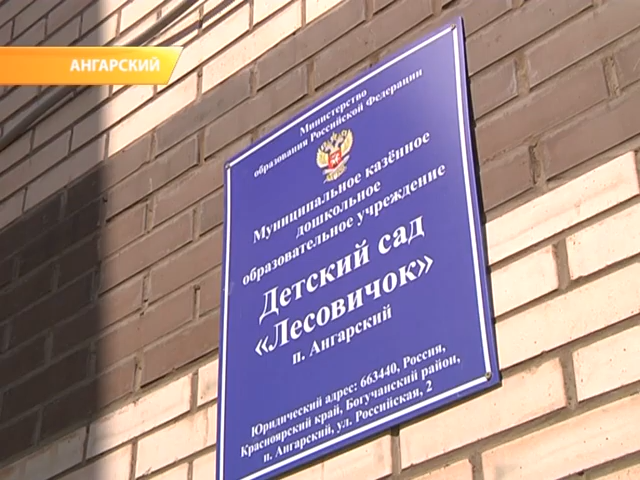 АНГАРСКИЙ
Министерство
образования Российской Федерации
Муниципальное казённое
дошкольное
образовательное учреждение
Детский сад
«Лесовичок»
п. Ангарский
Юридический адрес: 663440, Россия,
Красноярский край, Богучанский район,
п. Ангарский, ул. Российская, 2